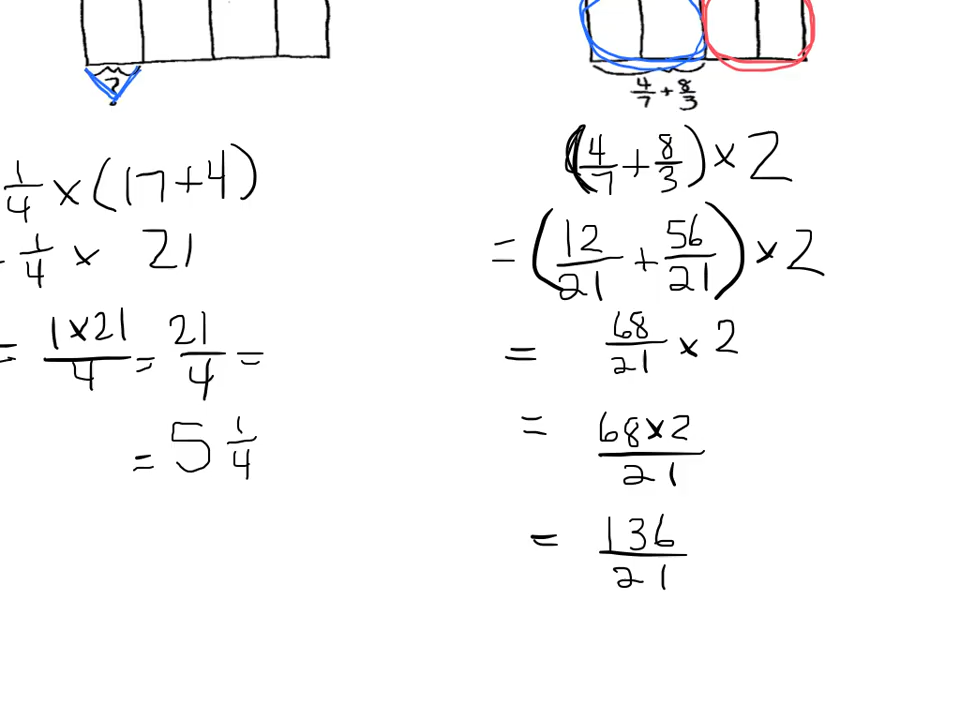 ?
1/4 × (17+4)
= 1/4 × 21
= 1×21/4 = 21/4 =
= 5 1/4
4/7 + 8/3
(4/7 + 8/3) × 2
= (12/21 + 56/21) × 2
= 68/21 × 2
= 68×2/21
= 136/21